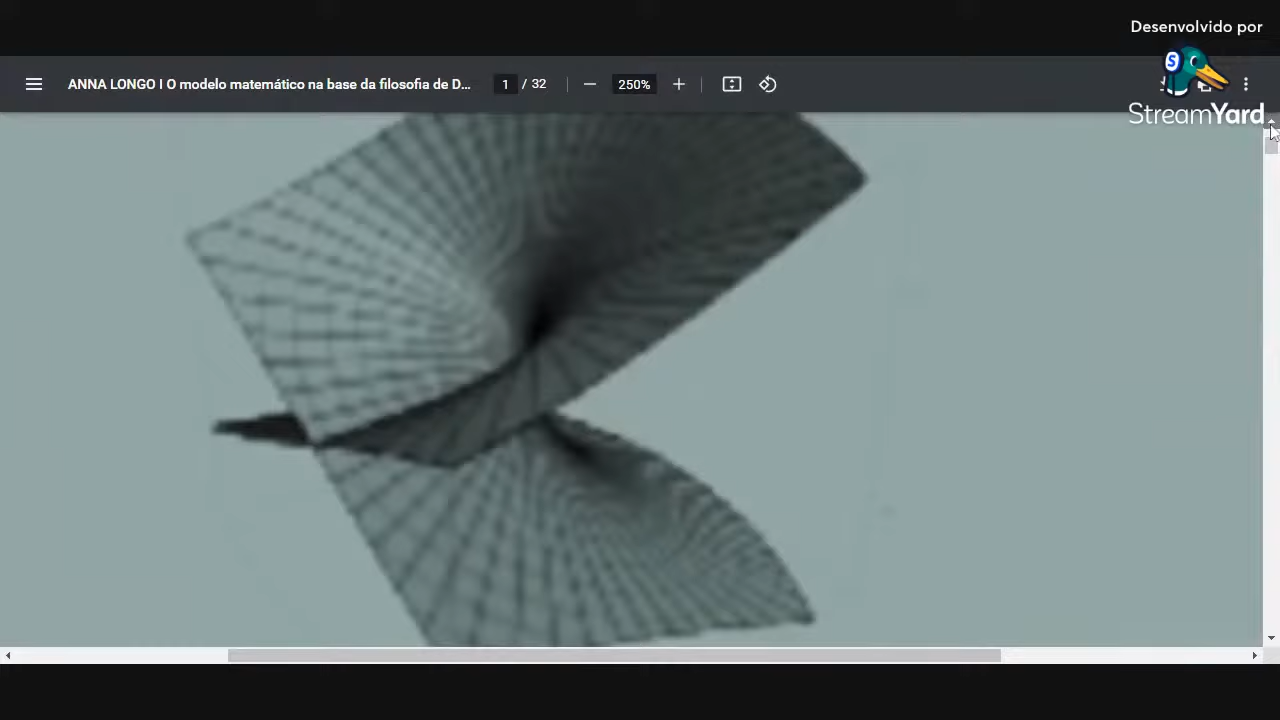 Desenvolvido por
StreamYard
ANNA LONGO I O modelo matemático na base da filosofia de D...
1 / 32
250%